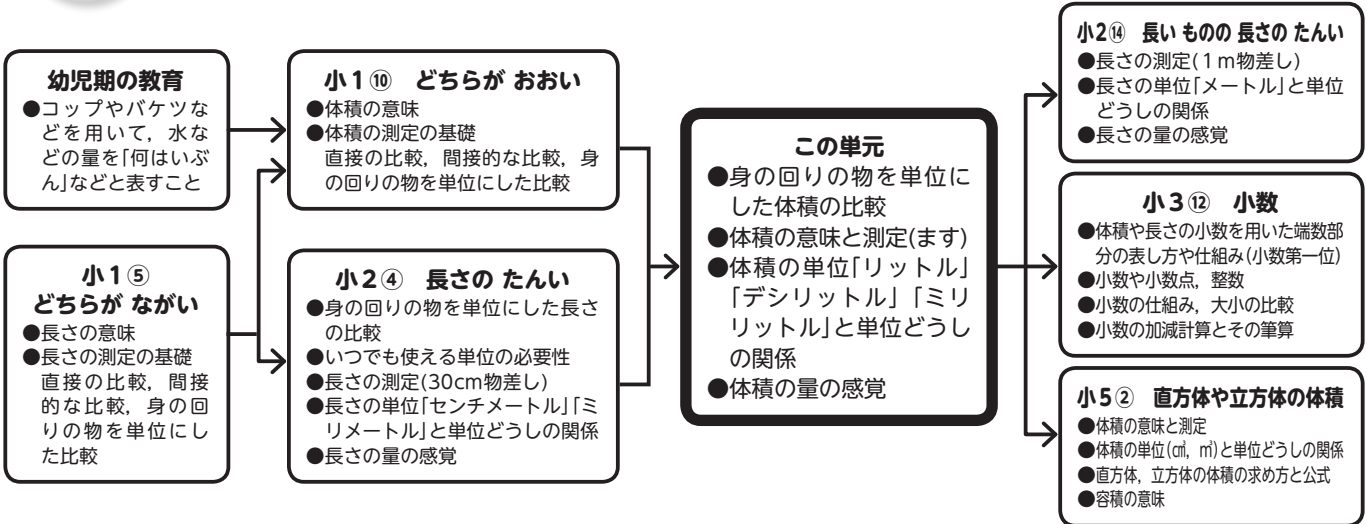 幼児期の教育
●コップやバケツな
どを用いて，水な
どの量を「何はいぶ
ん」などと表すこと
小1⑤
どちらが ながい
●長さの意味
●長さの測定の基礎
直接の比較，間接
的な比較，身の回
りの物を単位にし
た比較
小1⑩ どちらが おおい
●体積の意味
●体積の測定の基礎
直接の比較，間接的な比較，身
の回りの物を単位にした比較
小2④ 長さの たんい
●身の回りの物を単位にした長さ
の比較
●いつでも使える単位の必要性
●長さの測定(30cm物差し)
●長さの単位「センチメートル」「ミ
リメートル」と単位どうしの関係
●長さの量の感覚
この単元
●身の回りの物を単位に
した体積の比較
●体積の意味と測定(ます)
●体積の単位「リットル」
「デシリットル」「ミリ
リットル」と単位どうし
の関係
●体積の量の感覚
小2⑭ 長い ものの 長さの たんい
●長さの測定(1m物差し)
●長さの単位「メートル」と単位
どうしの関係
●長さの量の感覚
小3⑫ 小数
●体積や長さの小数を用いた端数部
分の表し方や仕組み(小数第一位)
●小数や小数点，整数
●小数の仕組み，大小の比較
●小数の加減計算とその筆算
小5② 直方体や立方体の体積
●体積の意味と測定
●体積の単位(㎤，㎥)と単位どうしの関係
●直方体，立方体の体積の求め方と公式
●容積の意味